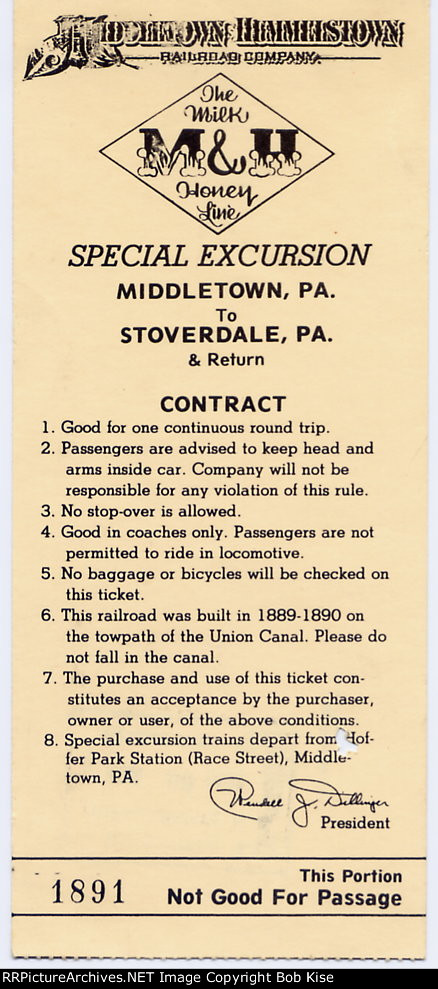 MIDDLETOWN HUMMELSTOWN
RAILROAD COMPANY
The
Milk
M & H
Honey
Line
SPECIAL EXCURSION
MIDDLETOWN, PA.
To
STOVERDALE, PA.
& Return
CONTRACT
1. Good for one continuous round trip.
2. Passengers are advised to keep head and
arms inside car. Company will not be
responsible for any violation of this rule.
3. No stop-over is allowed.
4. Good in coaches only. Passengers are not
permitted to ride in locomotive.
5. No baggage or bicycles will be checked on
this ticket.
6. This railroad was built in 1889-1890 on
the towpath of the Union Canal. Please do
not fall in the canal.
7. The purchase and use of this ticket con-
stitutes an acceptance by the purchaser,
owner or user, of the above conditions.
8. Special excursion trains depart from Hof-
fer Park Station (Race Street), Middle-
town, PA.
Wendell J. Dillinger
President
This Portion
1891 Not Good For Passage
RRPictureArchives.NET Image Copyright Bob Kise